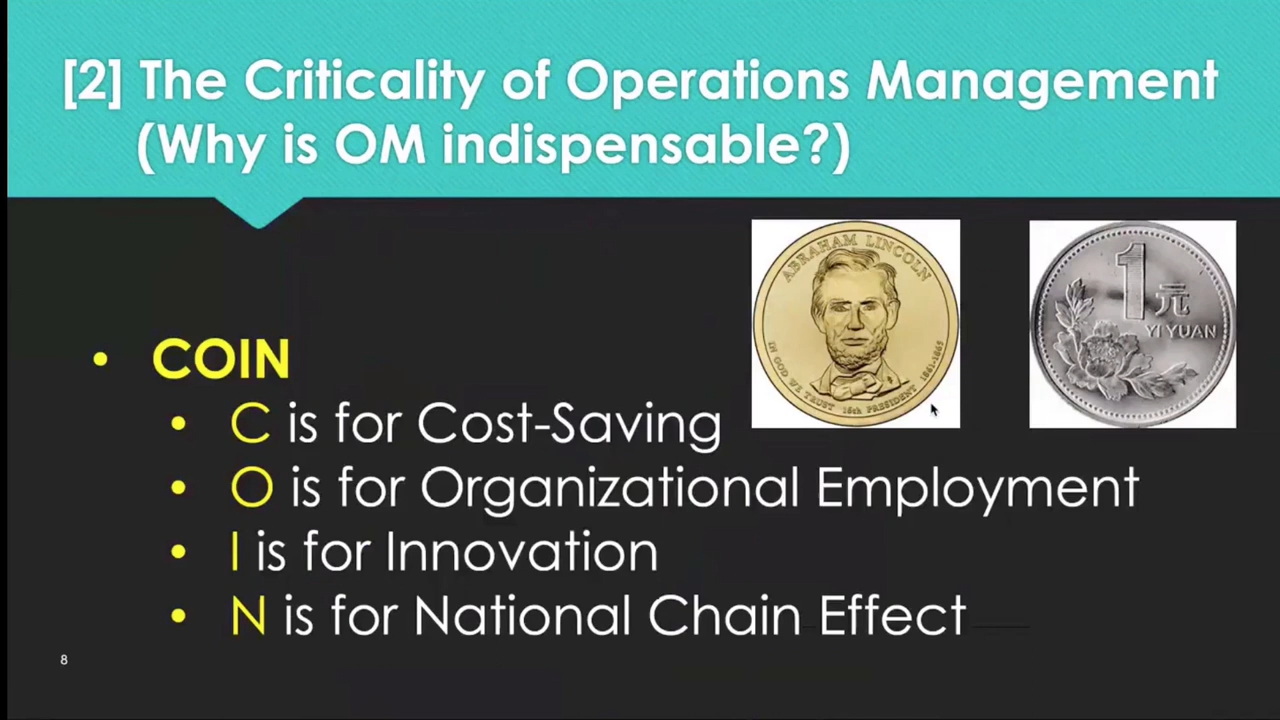 [2] The Criticality of Operations Management
(Why is OM indispensable?)
ABRAHAM LINCOLN
IN GOD WE TRUST 16th PRESIDENT 1861-1865
1元
YI YUAN
• COIN
• C is for Cost-Saving
• O is for Organizational Employment
• I is for Innovation
• N is for National Chain Effect
8